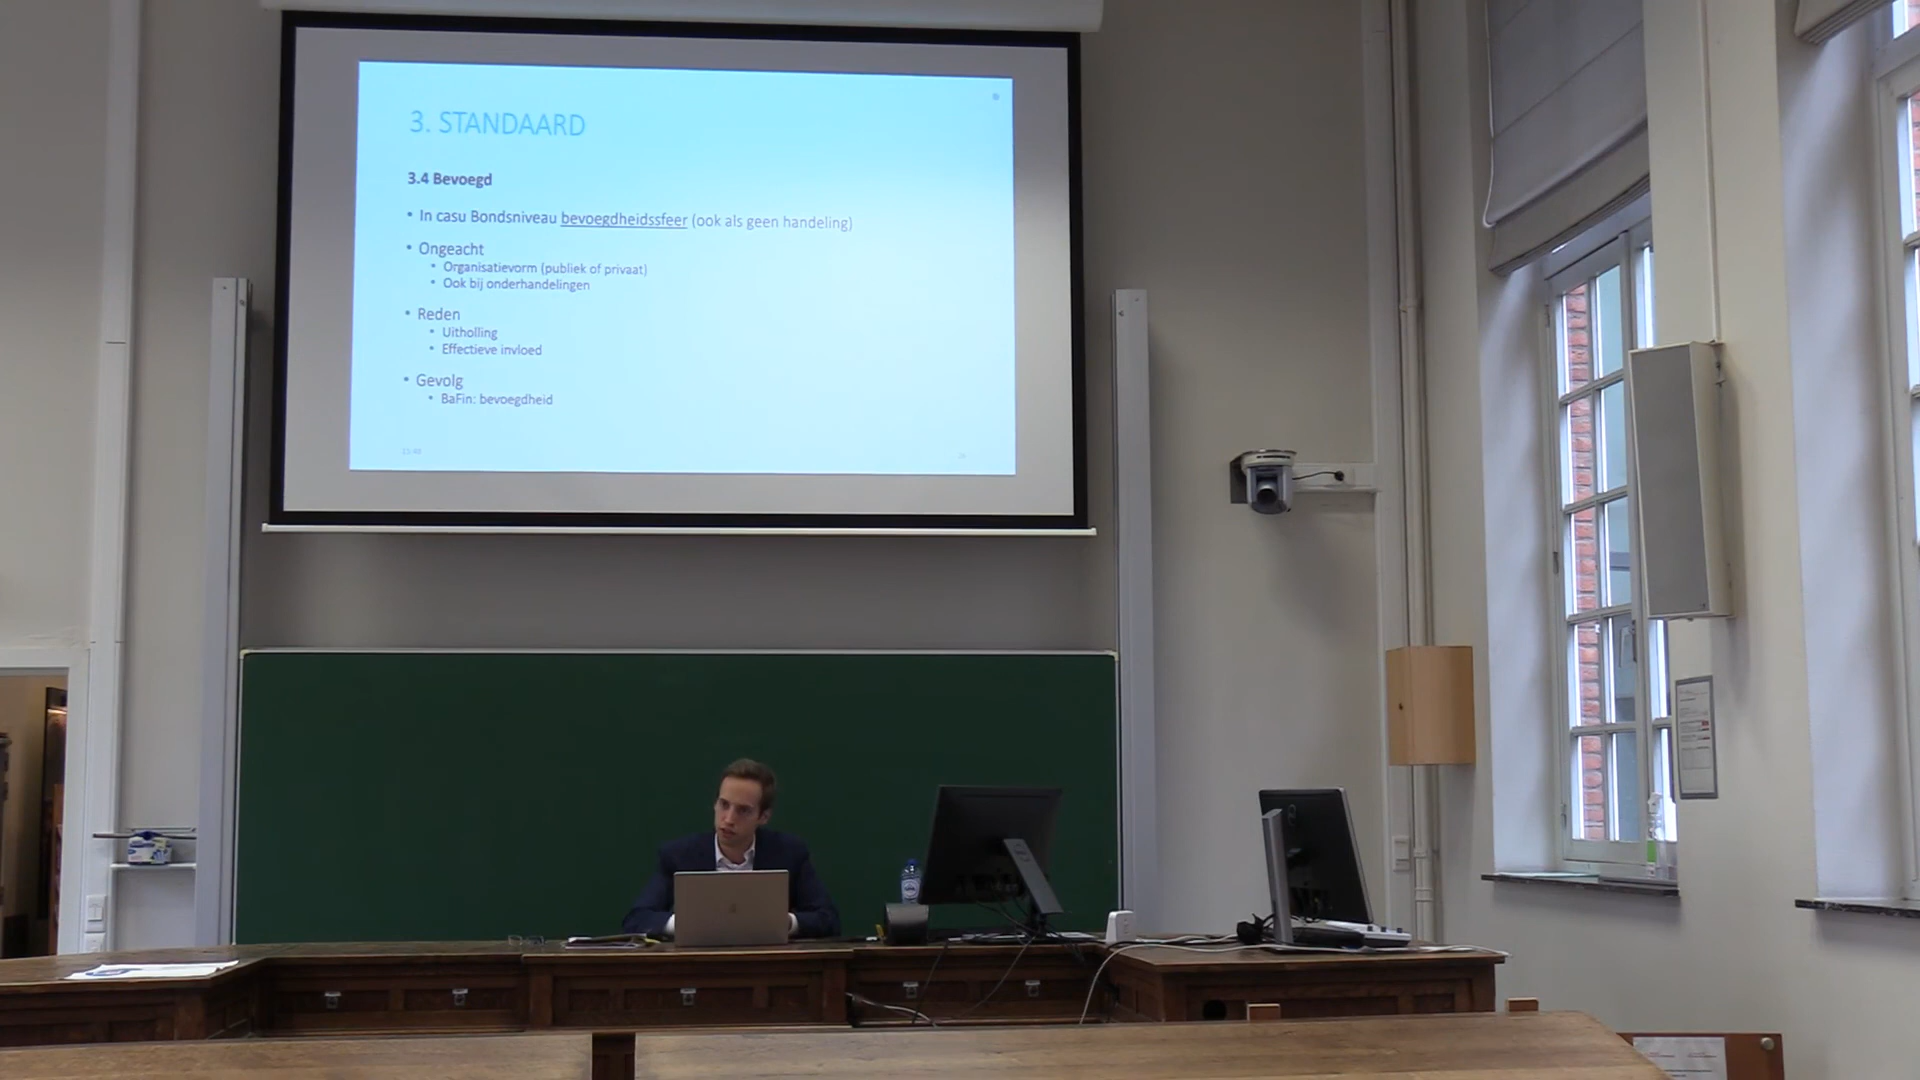 3. STANDAARD
3.4 Bevoegd
• In casu Bondsniveau bevoegdheidssfeer (ook als geen handeling)
• Ongeacht
• Organisatievorm (publiek of privaat)
• Ook bij onderhandelingen
• Reden
• Uitholling
• Effectieve invloed
• Gevolg
• BaFin: bevoegdheid